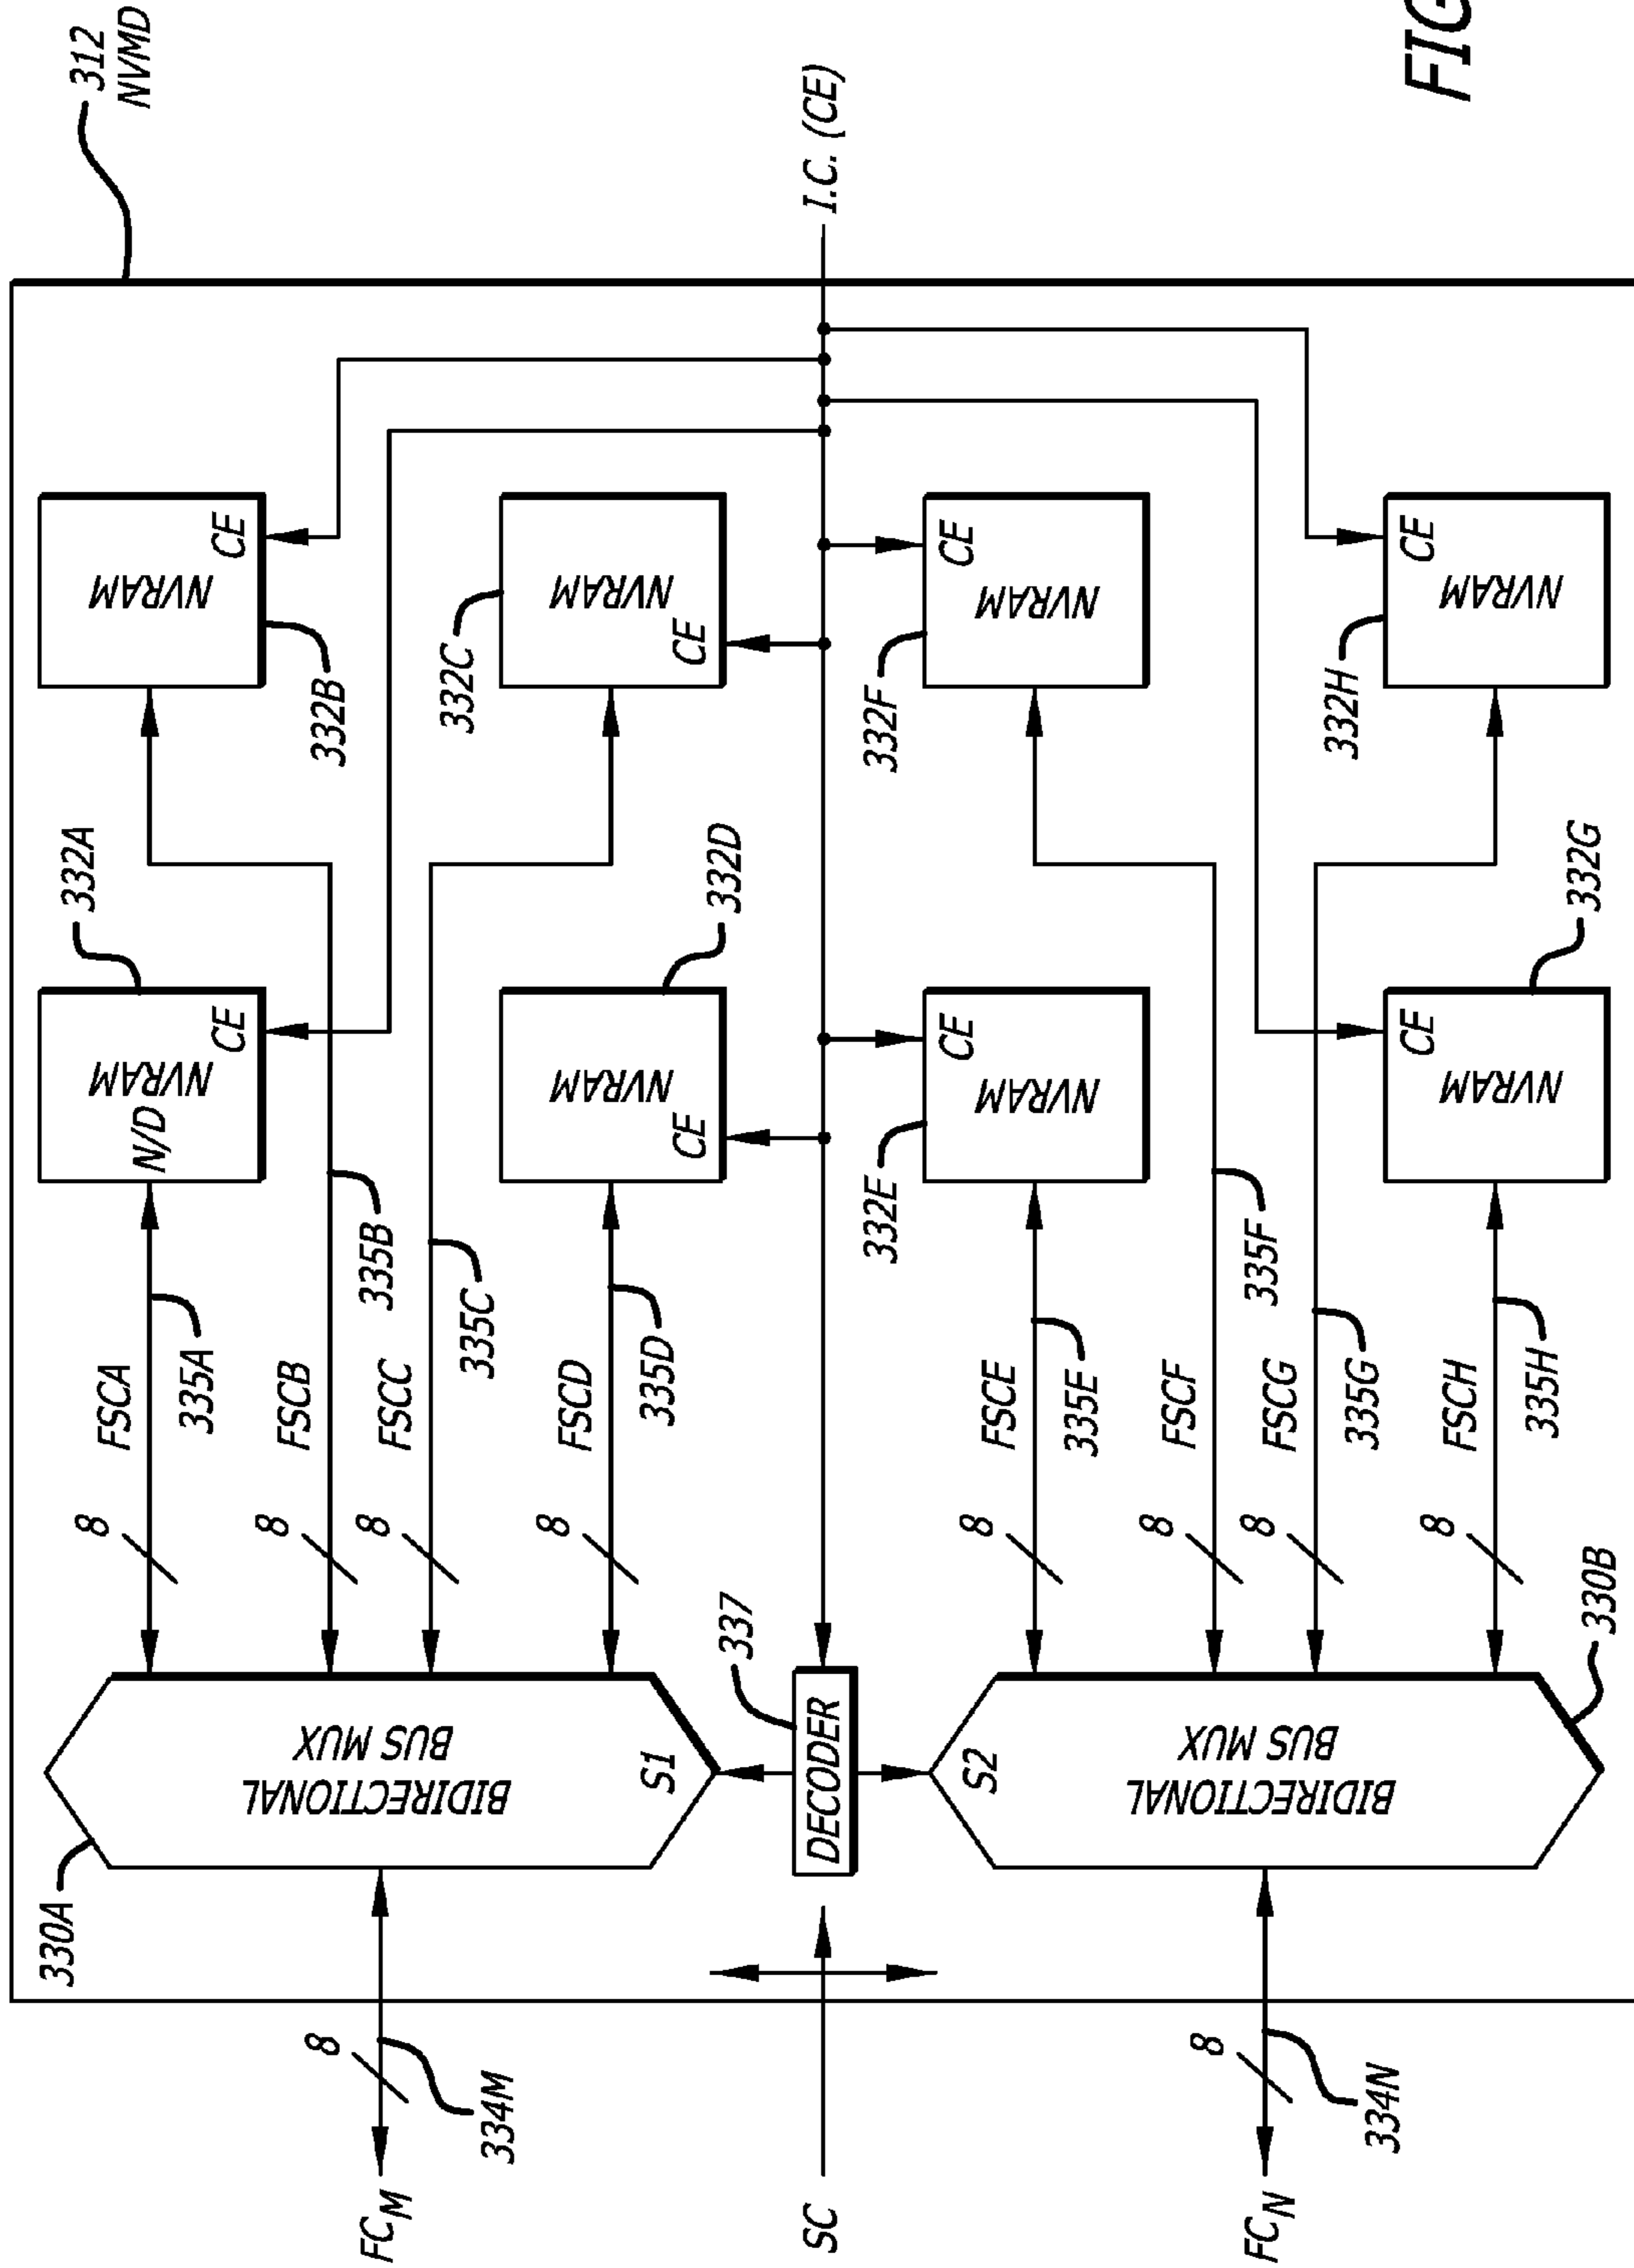 330A
332A
312
NVMD
8
FSCA
NVRAM
N/D
CE
NVRAM
CE
335A
8
FSCB
332B
8
334M
FC M
BIDIRECTIONAL
BUS MUX
S1
335B
8
FSCC
335C
332C
8
FSCD
NVRAM
CE
NVRAM
CE
335D
332D
337
SC
DECODER
I.C. (CE)
332E
332F
8
FSCE
NVRAM
CE
NVRAM
CE
335E
8
FSCF
8
334N
FC N
S2
BIDIRECTIONAL
BUS MUX
335F
8
FSCG
335G
332H
8
FSCH
NVRAM
CE
NVRAM
CE
335H
330B
332G
FIG